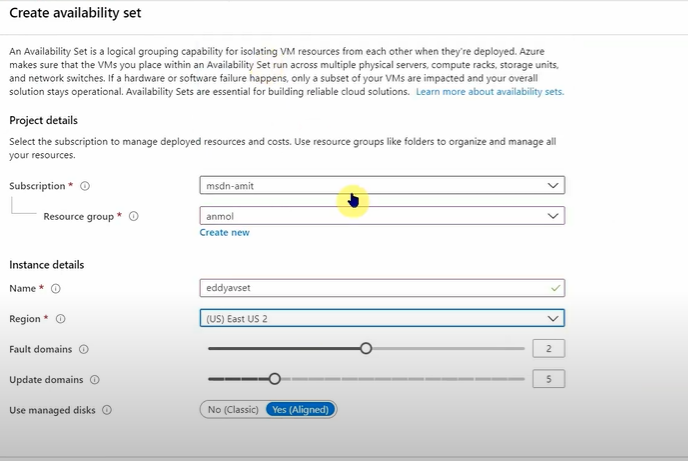 Create availability set
An Availability Set is a logical grouping capability for isolating VM resources from each other when they're deployed. Azure
makes sure that the VMs you place within an Availability Set run across multiple physical servers, compute racks, storage units,
and network switches. If a hardware or software failure happens, only a subset of your VMs are impacted and your overall
solution stays operational. Availability Sets are essential for building reliable cloud solutions. Learn more about availability sets.
Project details
Select the subscription to manage deployed resources and costs. Use resource groups like folders to organize and manage all
your resources.
Subscription * msdn-amit
Resource group * anmol
Create new
Instance details
Name * eddyavset
Region * (US) East US 2
Fault domains 2
Update domains 5
Use managed disks No (Classic) Yes (Aligned)